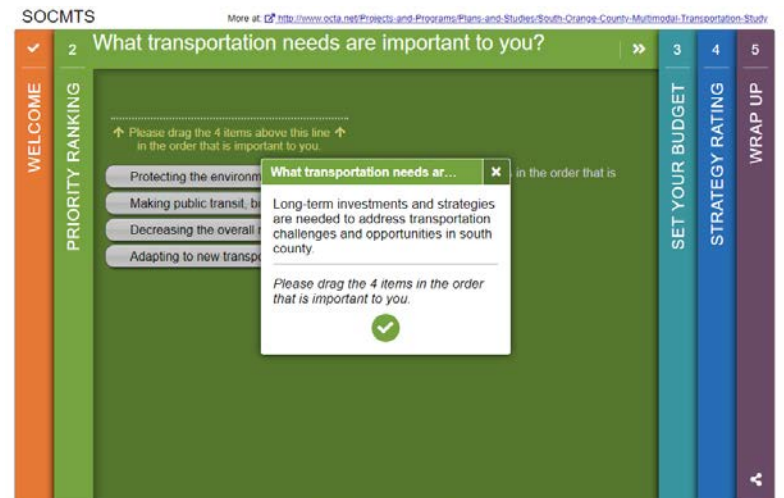 SOCMTS
More at: http://www.octa.net/Projects-and-Programs/Plans-and-Studies/South-Orange-County-Multimodal-Transportation-Study
WELCOME
2
PRIORITY RANKING
What transportation needs are important to you?
Please drag the 4 items above this line
in the order that is important to you.
Protecting the environm
in the order that is
Making public transit, bi
Decreasing the overall
Adapting to new transpo
What transportation needs ar...
Long-term investments and strategies
are needed to address transportation
challenges and opportunities in south
county.
Please drag the 4 items in the order
that is important to you.
3
SET YOUR BUDGET
4
STRATEGY RATING
5
WRAP UP